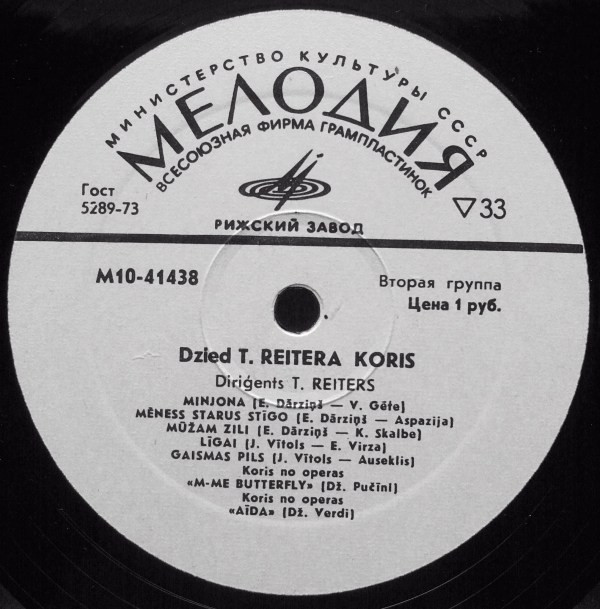 МИНИСТЕРСТВО КУЛЬТУРЫ СССР
МЕЛОДИЯ
ВСЕСОЮЗНАЯ ФИРМА ГРАМПЛАСТИНОК
Гост
5289-73
▽33
РИЖСКИЙ ЗАВОД
М10-41438
Вторая группа
Цена 1 руб.
Dzied T. REITERA KORIS
Diriģents T. REITERS
MINJONA (E. Dārziņš — V. Gēte)
MĒNESS STARUS STĪGO (E. Dārziņš — Aspazija)
MŪŽAM ZILI (E. Dārziņš — K. Skalbe)
LĪGAI (J. Vītols — E. Virza)
GAISMAS PILS (J. Vītols — Auseklis)
Koris no operas
«M-ME BUTTERFLY» (Dž. Pučīni)
Koris no operas
«AĪDA» (Dž. Verdi)